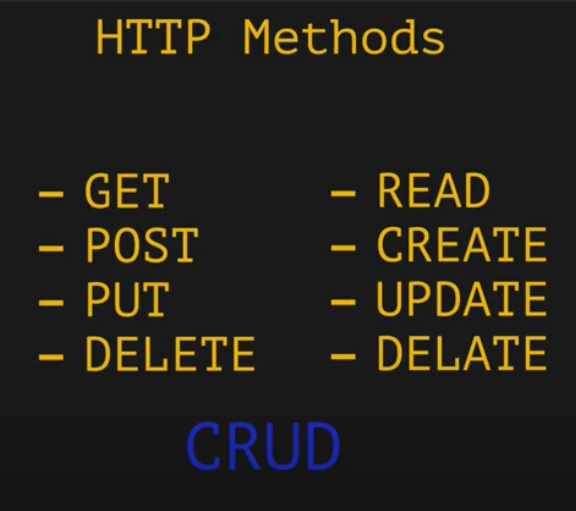 HTTP Methods
– GET – READ
– POST – CREATE
– PUT – UPDATE
– DELETE – DELATE
CRUD